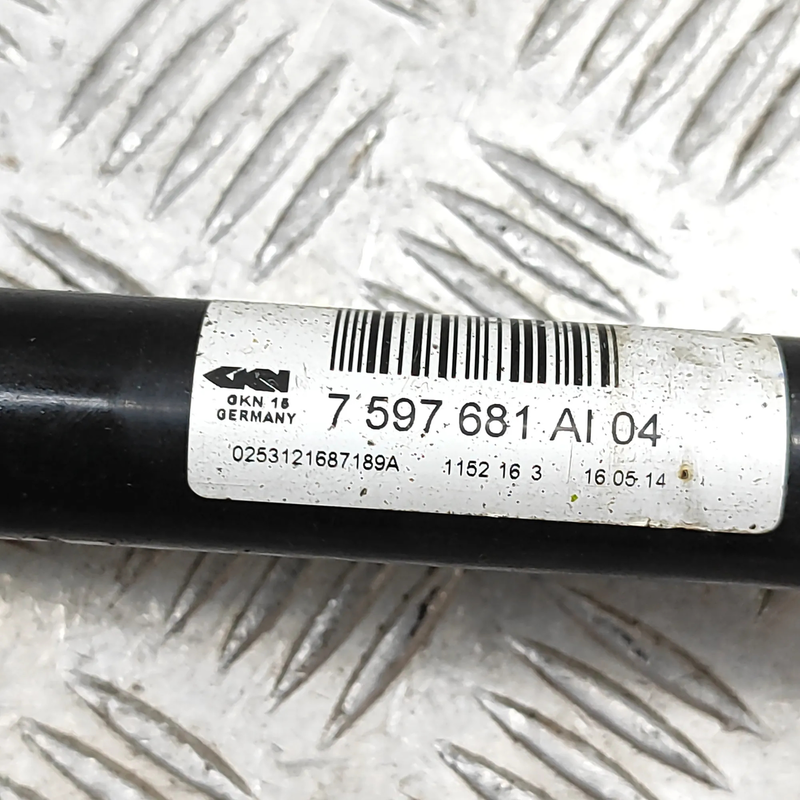 GKN
GKN 15
GERMANY
7 597 681 AI 04
0253121687189A 1152 16 3 16.05.14